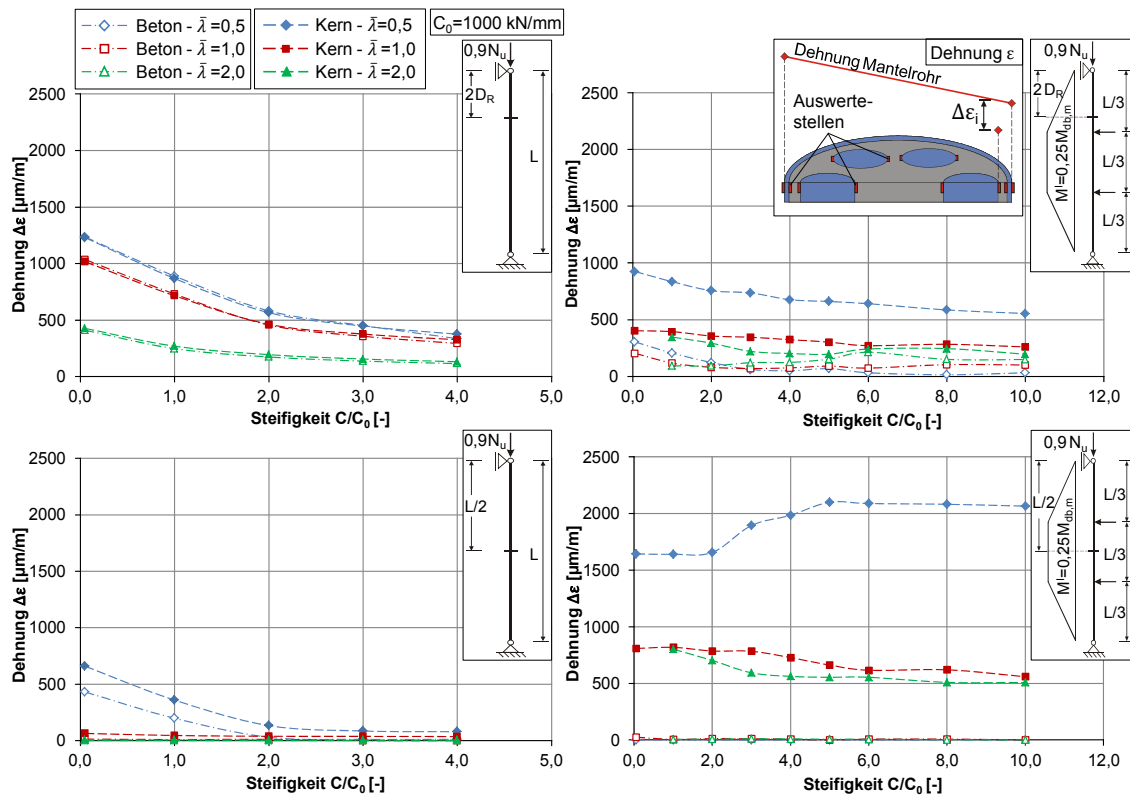 Beton - λ̄=0,5
Beton - λ̄=1,0
Beton - λ̄=2,0
Kern - λ̄=0,5
Kern - λ̄=1,0
Kern - λ̄=2,0
C₀=1000 kN/mm
Dehnung Δε [µm/m]
2500
2000
1500
1000
500
0
0,0 1,0 2,0 3,0 4,0 5,0
Steifigkeit C/C₀ [-]
0,9Nᵤ
2D_R
L
Dehnung Δε [µm/m]
2500
2000
1500
1000
500
0
0,0 2,0 4,0 6,0 8,0 10,0 12,0
Steifigkeit C/C₀ [-]
Dehnung ε
Dehnung Mantelrohr
Auswerte-
stellen
Δε_i
0,9Nᵤ
2D_R
M^I=0,25M_db,m
L/3
L/3
L/3
Dehnung Δε [µm/m]
2500
2000
1500
1000
500
0
0,0 1,0 2,0 3,0 4,0 5,0
Steifigkeit C/C₀ [-]
0,9Nᵤ
L/2
L
Dehnung Δε [µm/m]
2500
2000
1500
1000
500
0
0,0 2,0 4,0 6,0 8,0 10,0 12,0
Steifigkeit C/C₀ [-]
0,9Nᵤ
L/2
M^I=0,25M_db,m
L/3
L/3
L/3